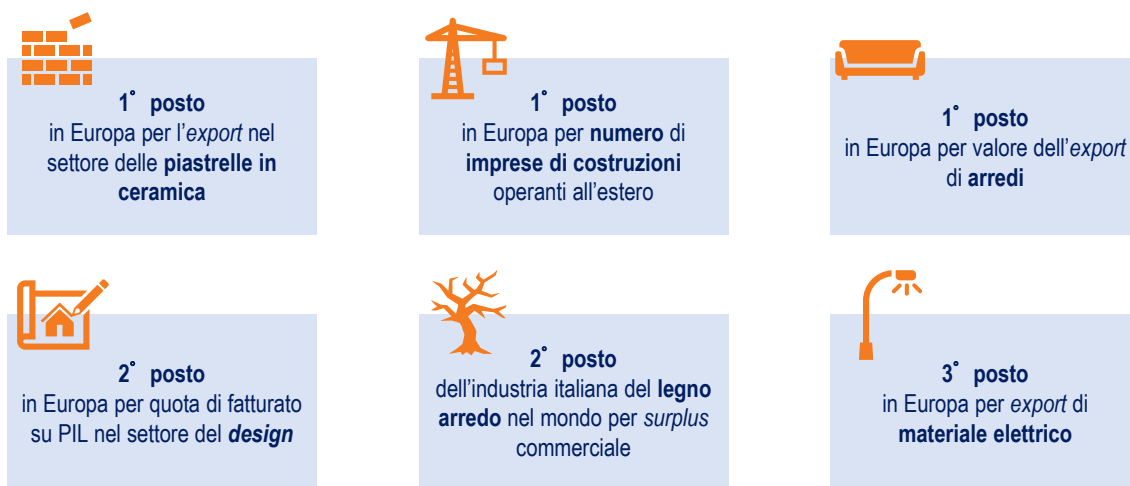 1° posto
in Europa per l'export nel
settore delle piastrelle in
ceramica
1° posto
in Europa per numero di
imprese di costruzioni
operanti all'estero
1° posto
in Europa per valore dell'export
di arredi
2° posto
in Europa per quota di fatturato
su PIL nel settore del design
2° posto
dell'industria italiana del legno
arredo nel mondo per surplus
commerciale
3° posto
in Europa per export di
materiale elettrico